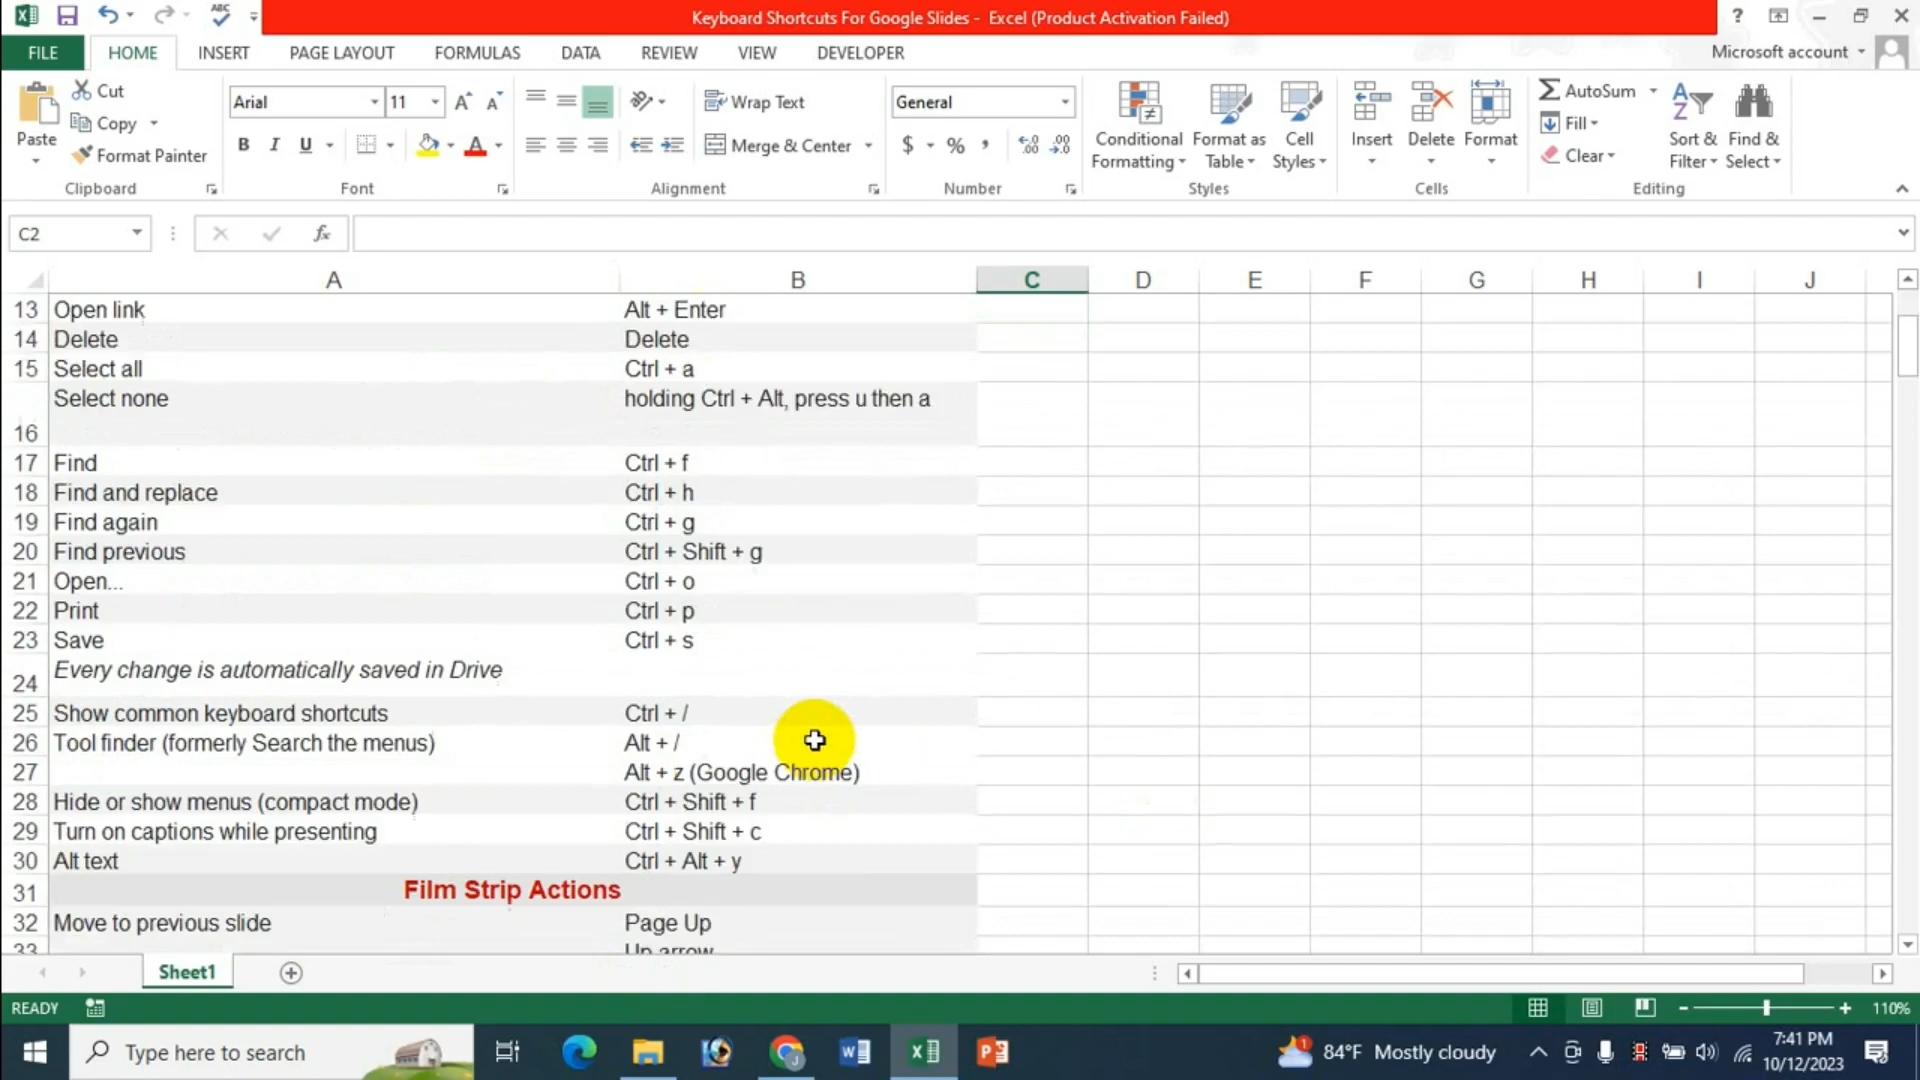 Keyboard Shortcuts For Google Slides - Excel (Product Activation Failed)
FILE HOME INSERT PAGE LAYOUT FORMULAS DATA REVIEW VIEW DEVELOPER Microsoft account
Paste
Cut
Copy
Format Painter
Clipboard
Arial 11
B I U A
Font
Wrap Text
Merge & Center
Alignment
General
$ % ,
Number
Conditional Formatting
Format as Table
Cell Styles
Styles
Insert Delete Format
Cells
AutoSum
Fill
Clear
Sort & Filter
Find & Select
Editing
C2 fx
A B C D E F G H I J
13 Open link Alt + Enter
14 Delete Delete
15 Select all Ctrl + a
16 Select none holding Ctrl + Alt, press u then a
17 Find Ctrl + f
18 Find and replace Ctrl + h
19 Find again Ctrl + g
20 Find previous Ctrl + Shift + g
21 Open... Ctrl + o
22 Print Ctrl + p
23 Save Ctrl + s
24 Every change is automatically saved in Drive
25 Show common keyboard shortcuts Ctrl + /
26 Tool finder (formerly Search the menus) Alt + /
27 Alt + z (Google Chrome)
28 Hide or show menus (compact mode) Ctrl + Shift + f
29 Turn on captions while presenting Ctrl + Shift + c
30 Alt text Ctrl + Alt + y
31 Film Strip Actions
32 Move to previous slide Page Up
33 Up arrow
Sheet1
READY 110%
Type here to search
84°F Mostly cloudy
7:41 PM
10/12/2023